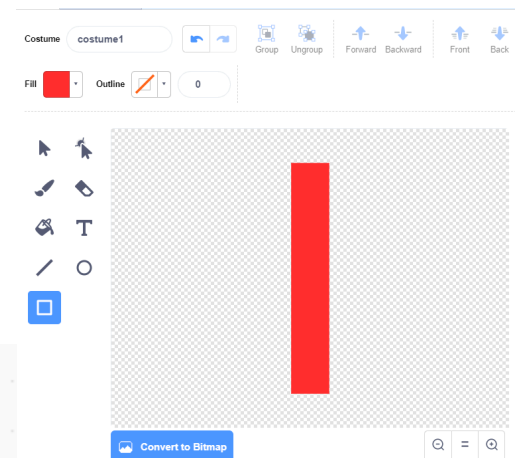 Costume costume1
Group Ungroup Forward Backward Front Back
Fill Outline 0
T
Convert to Bitmap